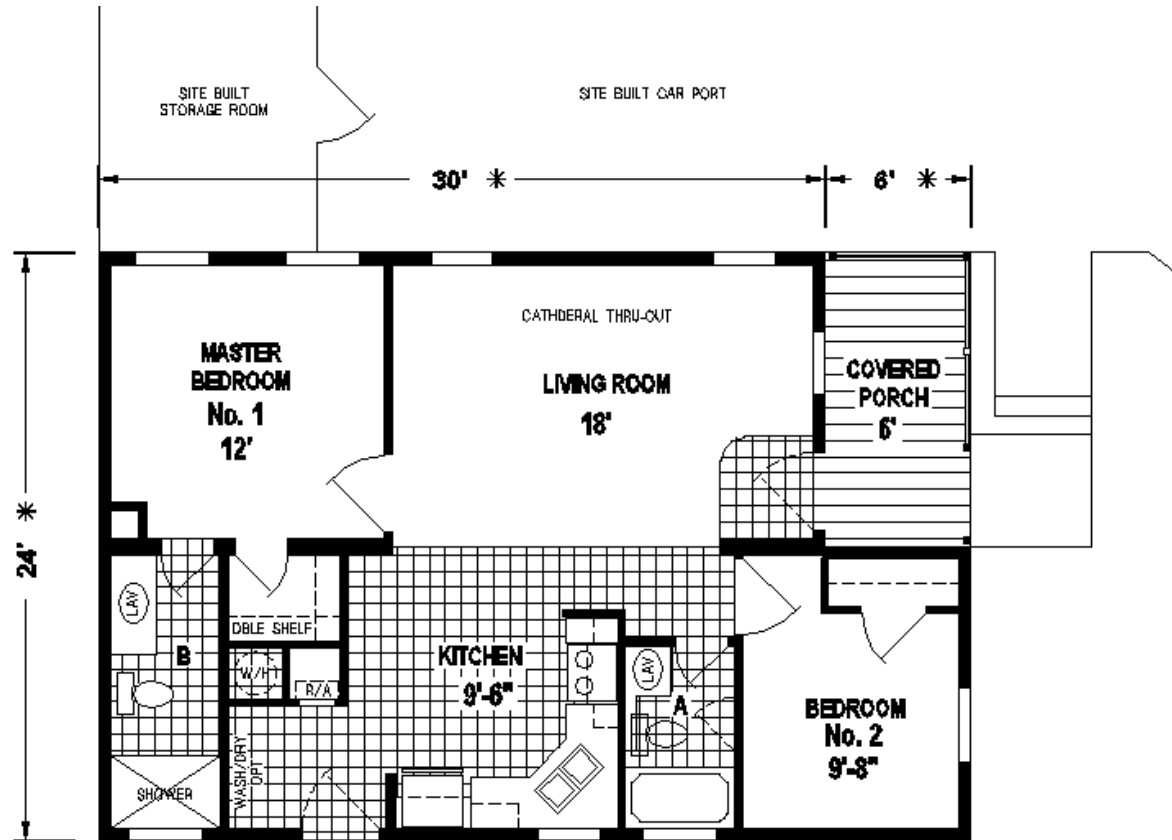 SITE BUILT
STORAGE ROOM
SITE BUILT CAR PORT
30' *
6' *
24' *
CATHDERAL THRU-OUT
MASTER
BEDROOM
No. 1
12'
LIVING ROOM
18'
COVERED
PORCH
6'
LAV
DBLE SHELF
B
W/H
R/A
KITCHEN
9'-6"
LAV
A
BEDROOM
No. 2
9'-8"
WASH/DRY
OPT
SHOWER